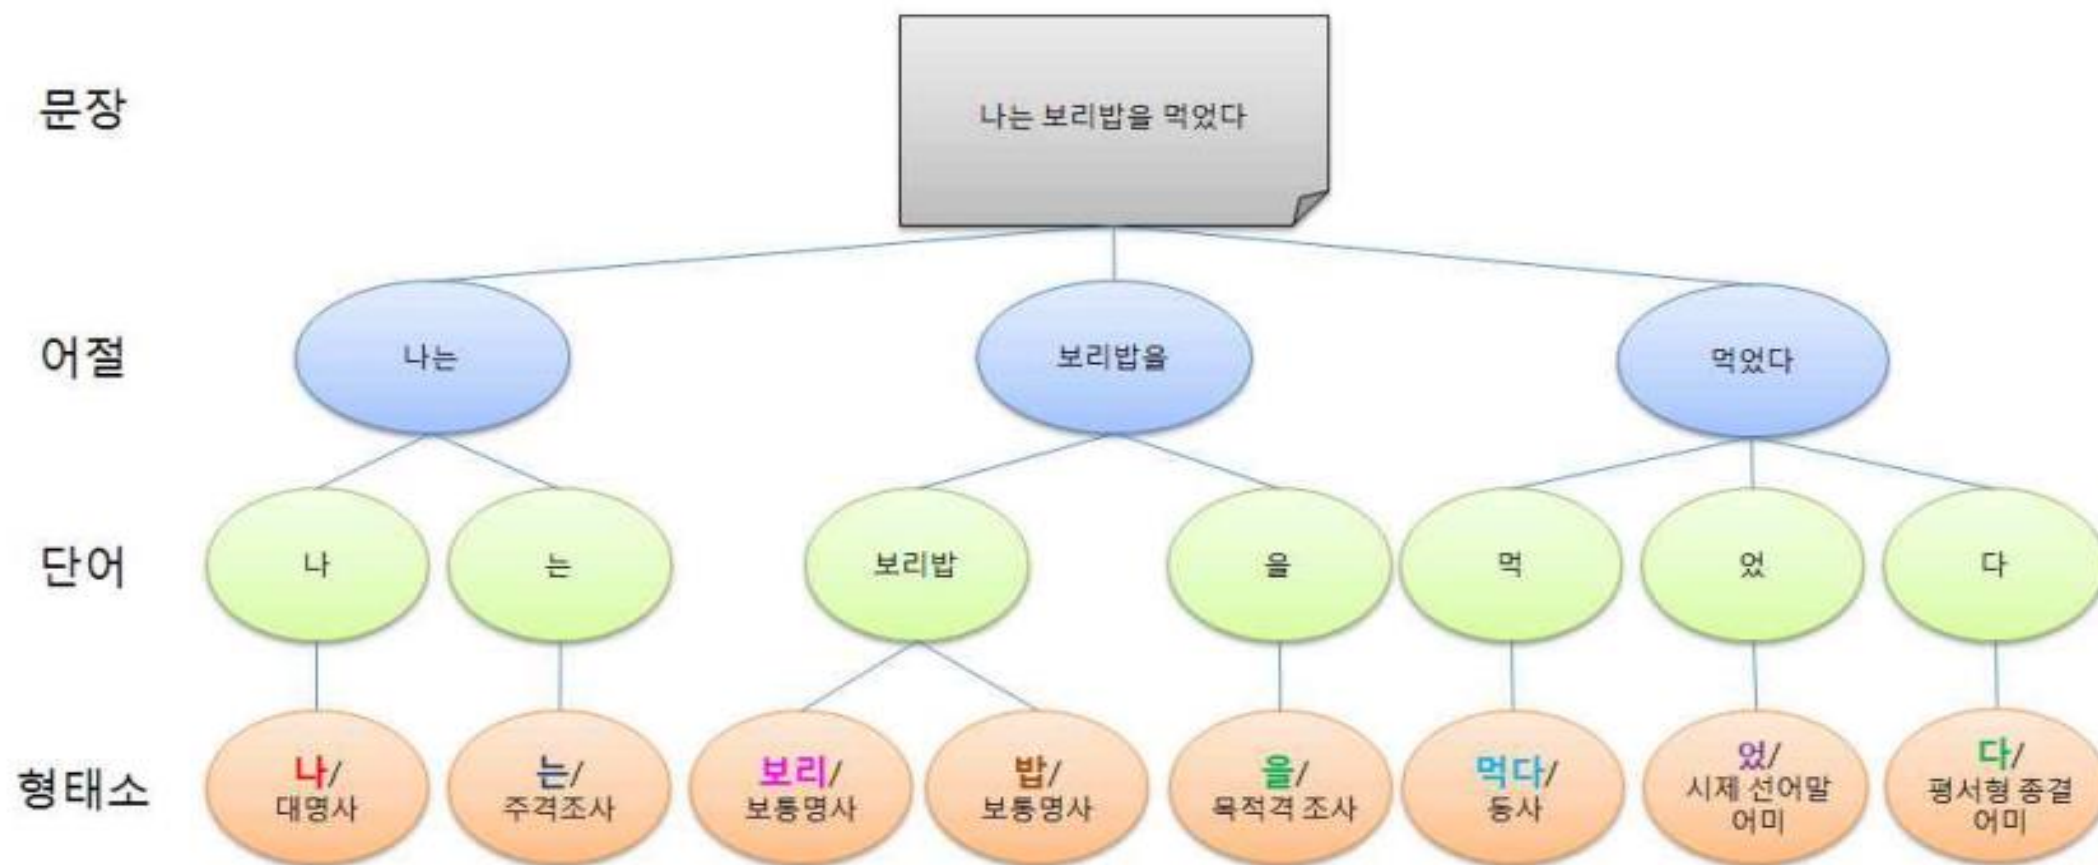 문장
나는 보리밥을 먹었다
어절
나는
보리밥을
먹었다
단어
나
는
보리밥
을
먹
었
다
형태소
나/
대명사
는/
주격조사
보리/
보통명사
밥/
보통명사
을/
목적격 조사
먹다/
동사
었/
시제 선어말
어미
다/
평서형 종결
어미